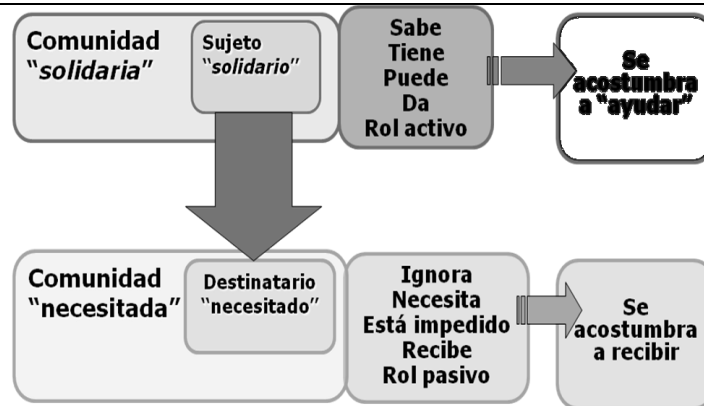 Comunidad
“solidaria”
Sujeto
“solidario”
Sabe
Tiene
Puede
Da
Rol activo
Se
acostumbra
a “ayudar”
Comunidad
“necesitada”
Destinatario
“necesitado”
Ignora
Necesita
Está impedido
Recibe
Rol pasivo
Se
acostumbra
a recibir